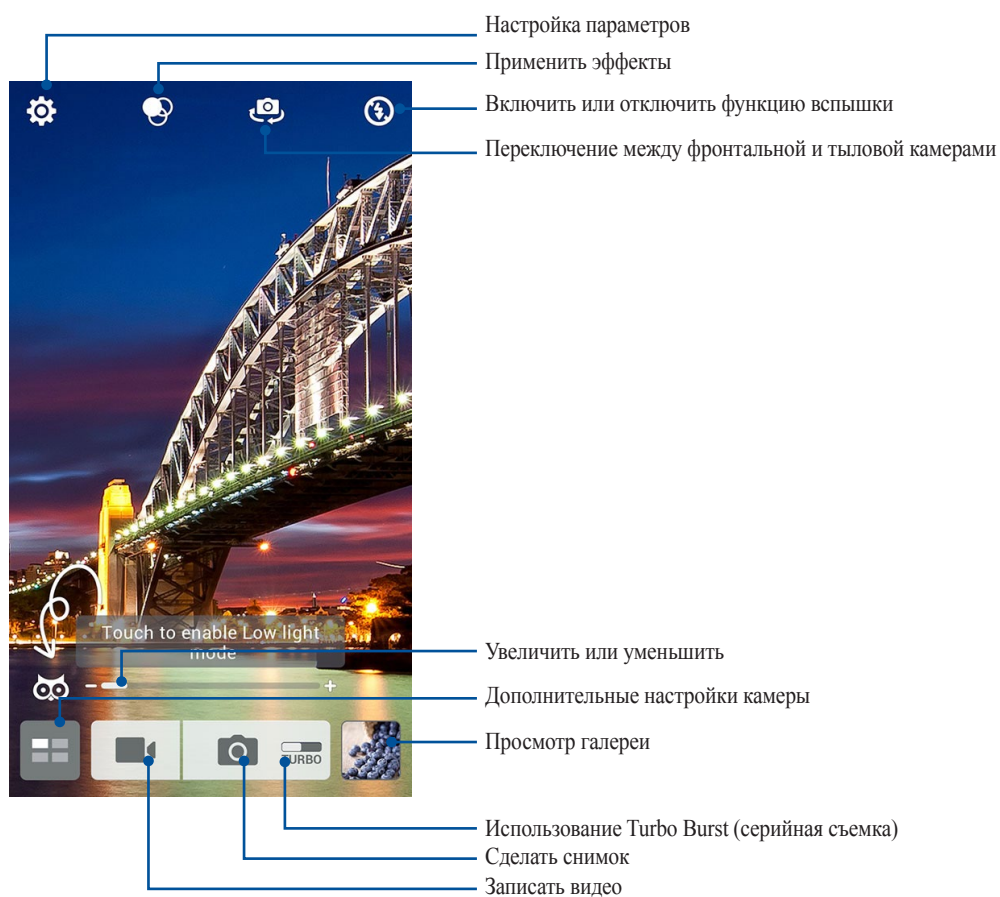 Настройка параметров
Применить эффекты
Включить или отключить функцию вспышки
Переключение между фронтальной и тыловой камерами
Touch to enable Low light
mode
Увеличить или уменьшить
Дополнительные настройки камеры
Просмотр галереи
TURBO
Использование Turbo Burst (серийная съемка)
Сделать снимок
Записать видео